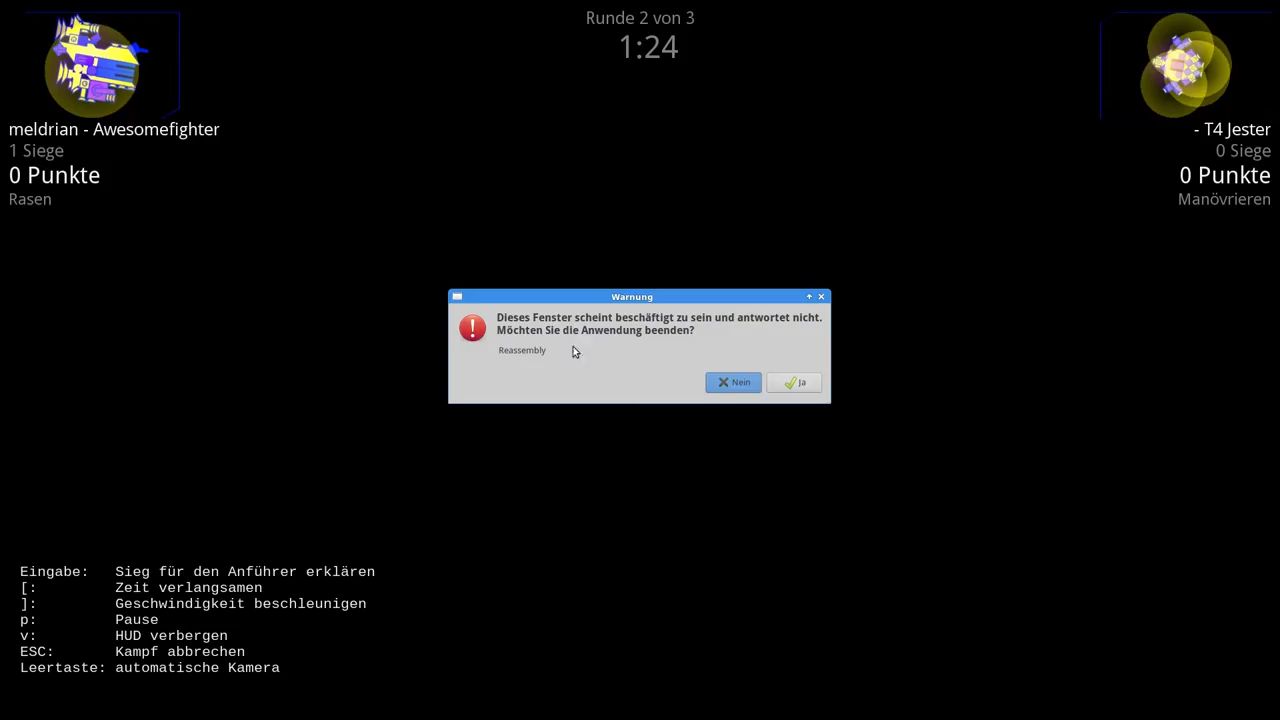 Runde 2 von 3
1:24
meldrian - Awesomefighter
1 Siege
0 Punkte
Rasen
- T4 Jester
0 Siege
0 Punkte
Manövrieren
Warnung
Dieses Fenster scheint beschäftigt zu sein und antwortet nicht.
Möchten Sie die Anwendung beenden?
Reassembly
Nein
Ja
Eingabe: Sieg für den Anführer erklären
[: Zeit verlangsamen
]: Geschwindigkeit beschleunigen
p: Pause
v: HUD verbergen
ESC: Kampf abbrechen
Leertaste: automatische Kamera